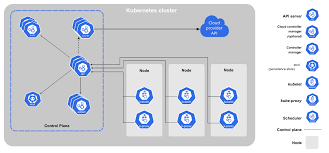 Kubernetes cluster
Cloud
provider
API
Node
Node
Node
Control Plane
API server
Cloud controller
manager
(optional)
Controller
manager
etcd
(persistence store)
kubelet
kube-proxy
Scheduler
Control plane
Node